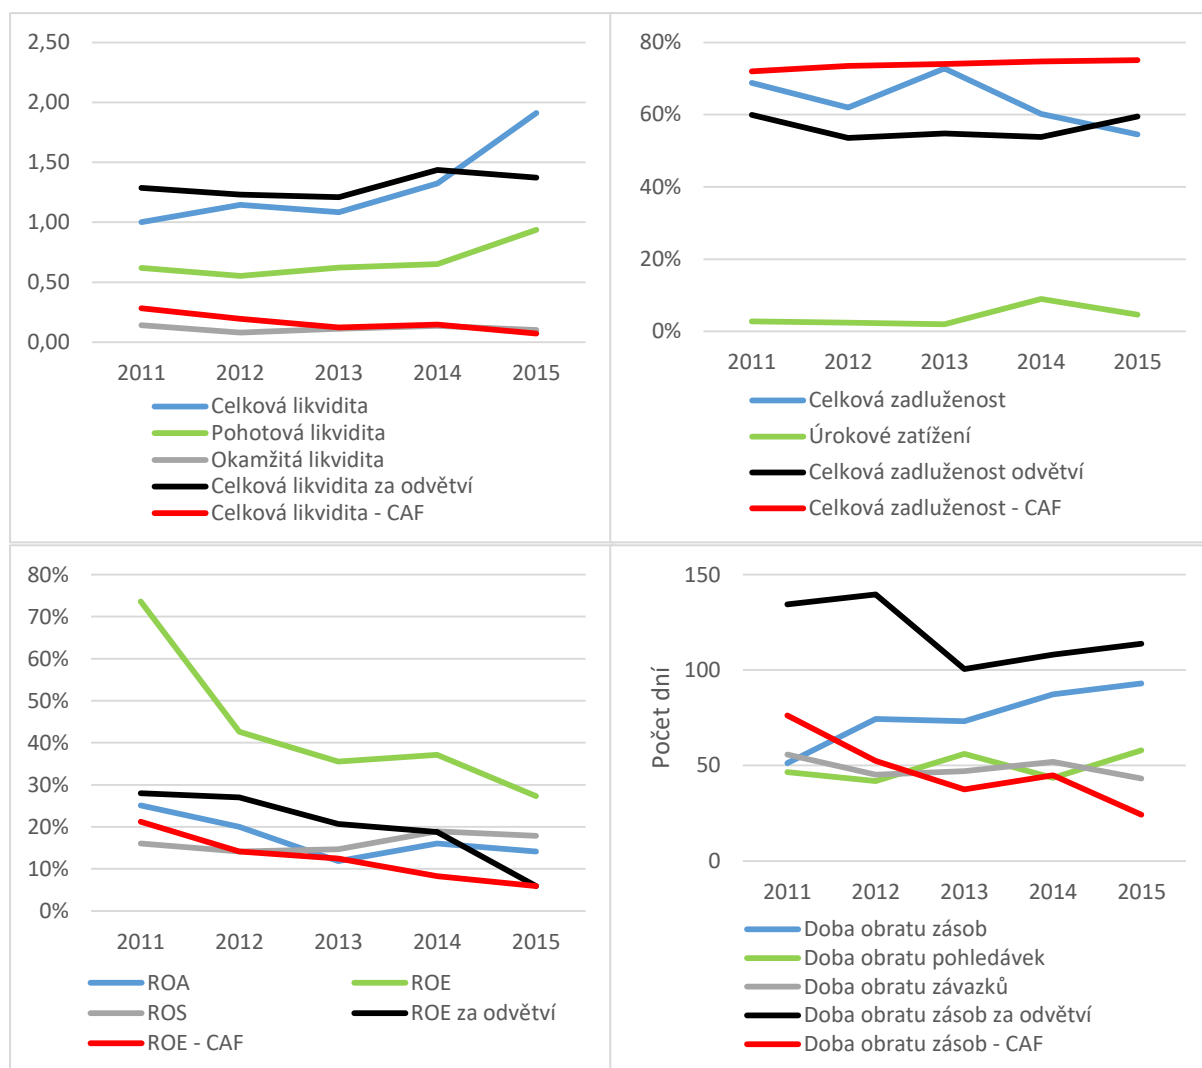 2,50
2,00
1,50
1,00
0,50
0,00
2011 2012 2013 2014 2015
Celková likvidita
Pohotová likvidita
Okamžitá likvidita
Celková likvidita za odvětví
Celková likvidita - CAF
80%
60%
40%
20%
0%
2011 2012 2013 2014 2015
Celková zadluženost
Úrokové zatížení
Celková zadluženost odvětví
Celková zadluženost - CAF
80%
70%
60%
50%
40%
30%
20%
10%
0%
2011 2012 2013 2014 2015
ROA ROE
ROS ROE za odvětví
ROE - CAF
Počet dní
150
100
50
0
2011 2012 2013 2014 2015
Doba obratu zásob
Doba obratu pohledávek
Doba obratu závazků
Doba obratu zásob za odvětví
Doba obratu zásob - CAF